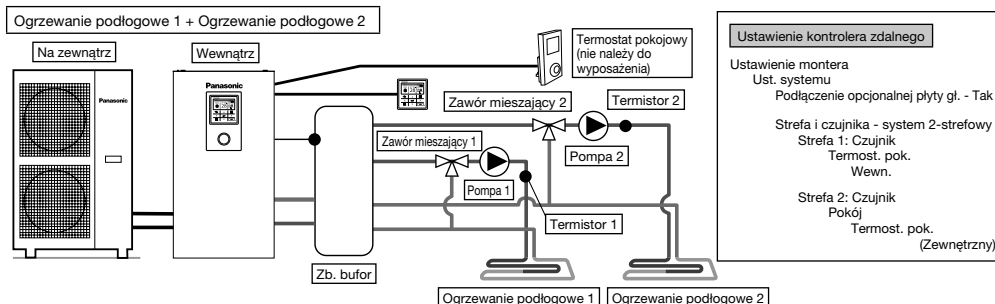 Ogrzewanie podłogowe 1 + Ogrzewanie podłogowe 2
Na zewnątrz
Panasonic
Wewnątrz
Panasonic
Termostat pokojowy
(nie należy do
wyposażenia)
Zawór mieszający 2
Termistor 2
Zawór mieszający 1
Pompa 2
Pompa 1
Termistor 1
Zb. bufor
Ogrzewanie podłogowe 1
Ogrzewanie podłogowe 2
Ustawienie kontrolera zdalnego
Ustawienie montera
Ust. systemu
Podłączenie opcjonalnej płyty gł. - Tak
Strefa i czujnika - system 2-strefowy
Strefa 1: Czujnik
Termost. pok.
Wewn.
Strefa 2: Czujnik
Pokój
Termost. pok.
(Zewnętrzny)